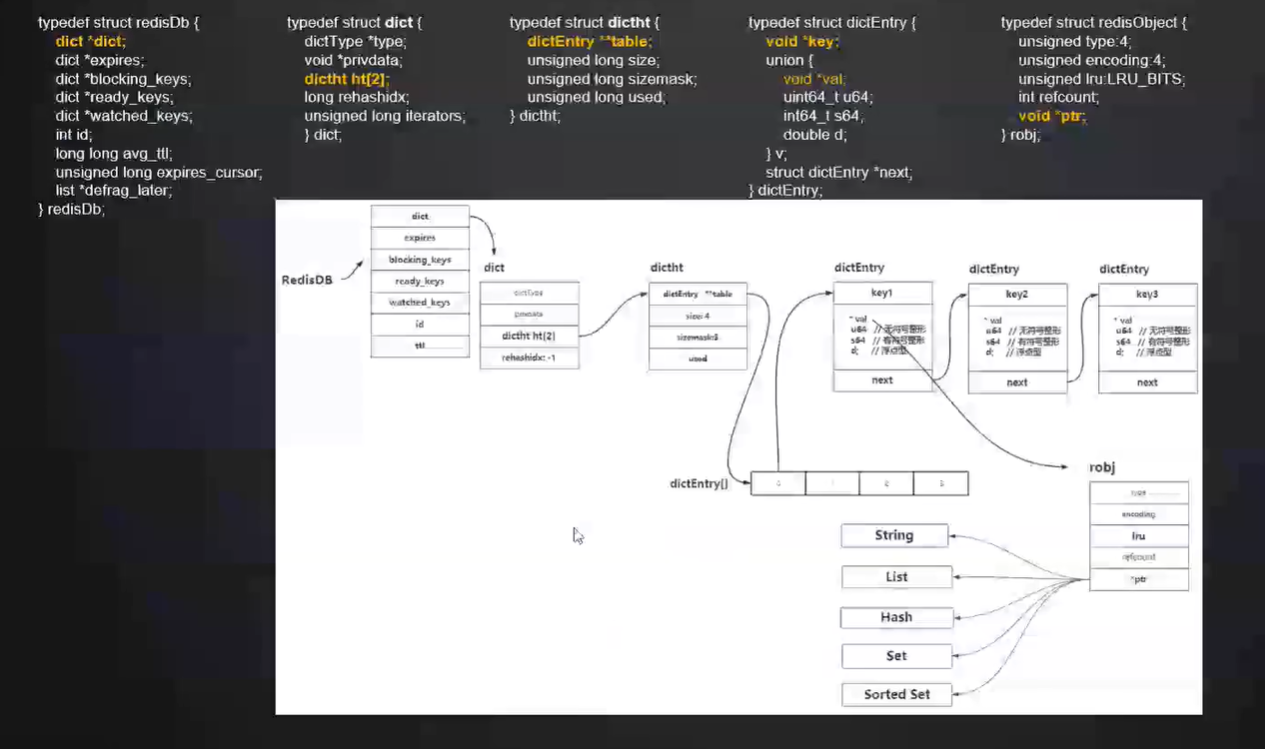 typedef struct redisDb {
dict *dict;
dict *expires;
dict *blocking_keys;
dict *ready_keys;
dict *watched_keys;
int id;
long long avg_ttl;
unsigned long expires_cursor;
list *defrag_later;
} redisDb;
typedef struct dict {
dictType *type;
void *privdata;
dictht ht[2];
long rehashidx;
unsigned long iterators;
} dict;
typedef struct dictht {
dictEntry **table;
unsigned long size;
unsigned long sizemask;
unsigned long used;
} dictht;
typedef struct dictEntry {
void *key;
union {
void *val;
uint64_t u64;
int64_t s64;
double d;
} v;
struct dictEntry *next;
} dictEntry;
typedef struct redisObject {
unsigned type:4;
unsigned encoding:4;
unsigned lru:LRU_BITS;
int refcount;
void *ptr;
} robj;
RedisDB
dict
expires
blocking_keys
ready_keys
watched_keys
id
ttl
dict
dictType
privdata
dictht ht[2]
rehashidx: -1
dictht
dictEntry **table
size: 4
sizemask:3
used
dictEntry
key1
* val
u64 // 无符号整形
s64 // 有符号整形
d; // 浮点型
next
dictEntry
key2
* val
u64 // 无符号整形
s64 // 有符号整形
d; // 浮点型
next
dictEntry
key3
* val
u64 // 无符号整形
s64 // 有符号整形
d; // 浮点型
next
dictEntry[]
robj
encoding
lru
refcount
*ptr
String
List
Hash
Set
Sorted Set